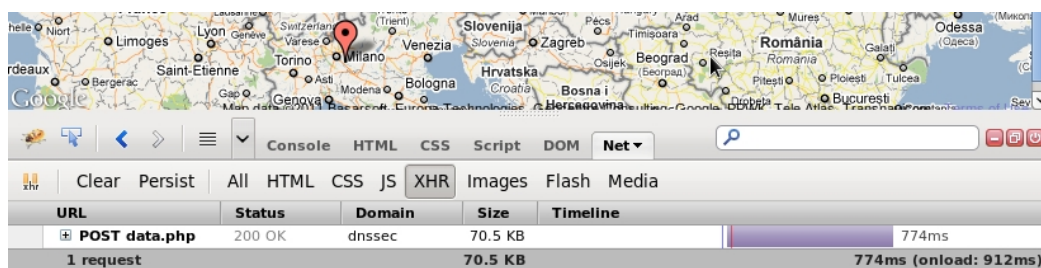 Niort
Limoges
Lyon
Genève
Varese
(Trient)
Slovenija
Slovenia
Pécs
Arad
Mureș
Odessa
(Одеса)
Timișoara
Milano
Venezia
Zagreb
România
Romania
Galați
Saint-Etienne
Torino
Osijek
Beograd
(Београд)
Reșița
Bergerac
Asti
Modena
Bologna
Hrvatska
Croatia
Pitești
Ploiești
Tulcea
Google
Gap
Genova
Bosna i
Hercegovina
Drobeta
București
Console HTML CSS Script DOM Net
xhr Clear Persist All HTML CSS JS XHR Images Flash Media
URL Status Domain Size Timeline
POST data.php 200 OK dnssec 70.5 KB 774ms
1 request 70.5 KB 774ms (onload: 912ms)